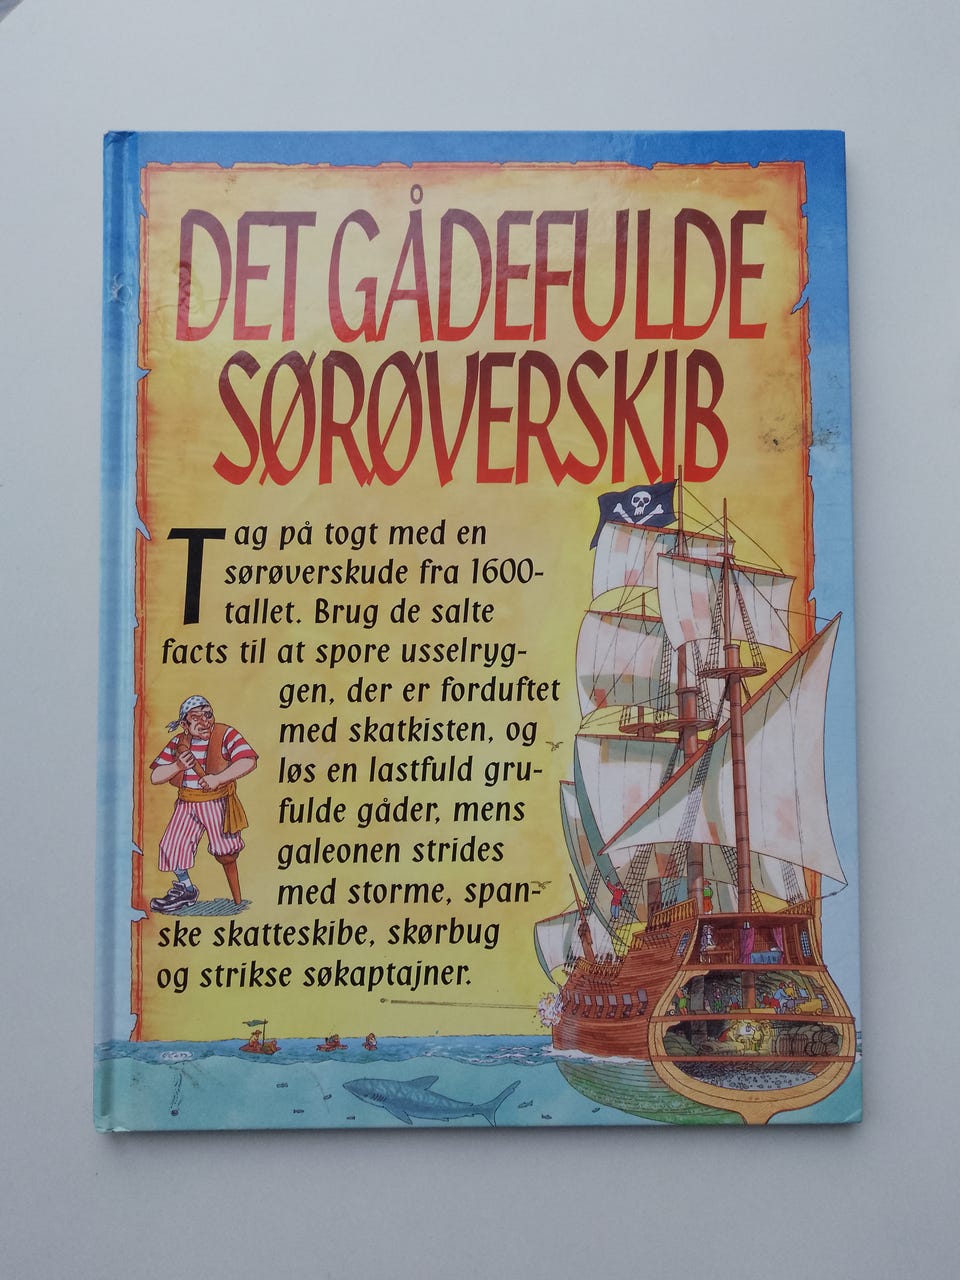 DET GÅDEFULDE
SØRØVERSKIB
Tag på togt med en
sørøverskude fra 1600-
tallet. Brug de salte
facts til at spore usselryg-
gen, der er forduftet
med skatkisten, og
løs en lastfuld gru-
fulde gåder, mens
galeonen strides
med storme, span-
ske skatteskibe, skørbug
og strikse søkaptajner.